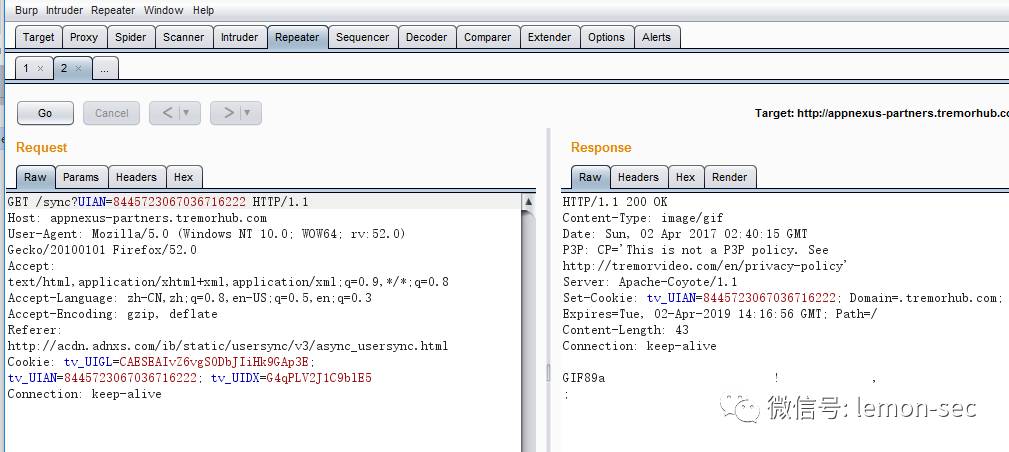 Burp Intruder Repeater Window Help
Target Proxy Spider Scanner Intruder Repeater Sequencer Decoder Comparer Extender Options Alerts
1 × 2 × ...
Go Cancel < ▼ > ▼ Target: http://appnexus-partners.tremorhub.co
Request
Raw Params Headers Hex
GET /sync?UIAN=8445723067036716222 HTTP/1.1
Host: appnexus-partners.tremorhub.com
User-Agent: Mozilla/5.0 (Windows NT 10.0; WOW64; rv:52.0)
Gecko/20100101 Firefox/52.0
Accept:
text/html,application/xhtml+xml,application/xml;q=0.9,*/*;q=0.8
Accept-Language: zh-CN,zh;q=0.8,en-US;q=0.5,en;q=0.3
Accept-Encoding: gzip, deflate
Referer:
http://acdn.adnxs.com/ib/static/usersync/v3/async_usersync.html
Cookie: tv_UIGL=CAESEAIvZ6vgS0DbJIiHk9GAp3E;
tv_UIAN=8445723067036716222; tv_UIDX=G4qPLV2J1C9blE5
Connection: keep-alive
Response
Raw Headers Hex Render
HTTP/1.1 200 OK
Content-Type: image/gif
Date: Sun, 02 Apr 2017 02:40:15 GMT
P3P: CP='This is not a P3P policy. See
http://tremorvideo.com/en/privacy-policy'
Server: Apache-Coyote/1.1
Set-Cookie: tv_UIAN=8445723067036716222; Domain=.tremorhub.com;
Expires=Tue, 02-Apr-2019 14:16:56 GMT; Path=/
Content-Length: 43
Connection: keep-alive
GIF89a ! ,
;
微信号: lemon-sec